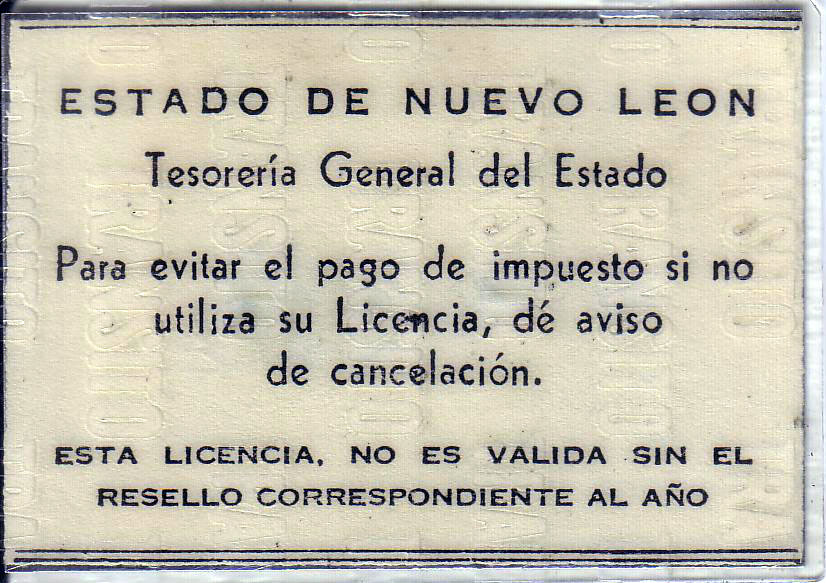 ESTADO DE NUEVO LEON
Tesorería General del Estado
Para evitar el pago de impuesto si no
utiliza su Licencia, dé aviso
de cancelación.
ESTA LICENCIA, NO ES VALIDA SIN EL
RESELLO CORRESPONDIENTE AL AÑO